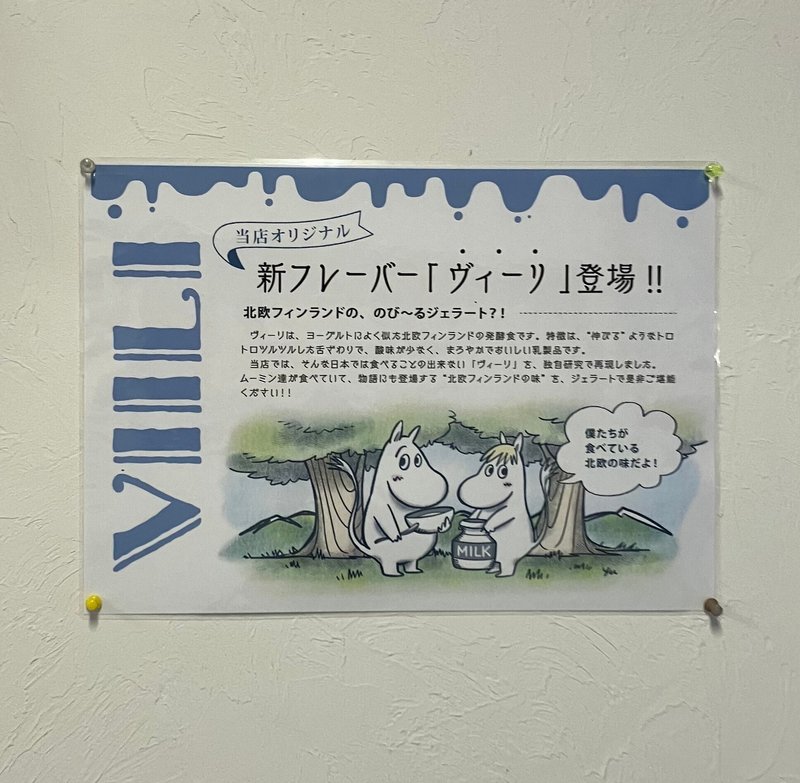 VIILI
当店オリジナル
新フレーバー「ヴィーリ」登場!!
北欧フィンランドの、のび〜るジェラート?!
ヴィーリは、ヨーグルトによく似た北欧フィンランドの発酵食です。特徴は、“伸びる”ようなトロ
トロツルツルした舌ざわりで、酸味が少なく、まろやかでおいしい乳製品です。
当店では、そんな日本では食べることの出来ない「ヴィーリ」を、独自研究で再現しました。
ムーミン達が食べていて、物語にも登場する“北欧フィンランドの味”を、ジェラートで是非ご堪能
ください!!
僕たちが
食べている
北欧の味だよ!
MILK